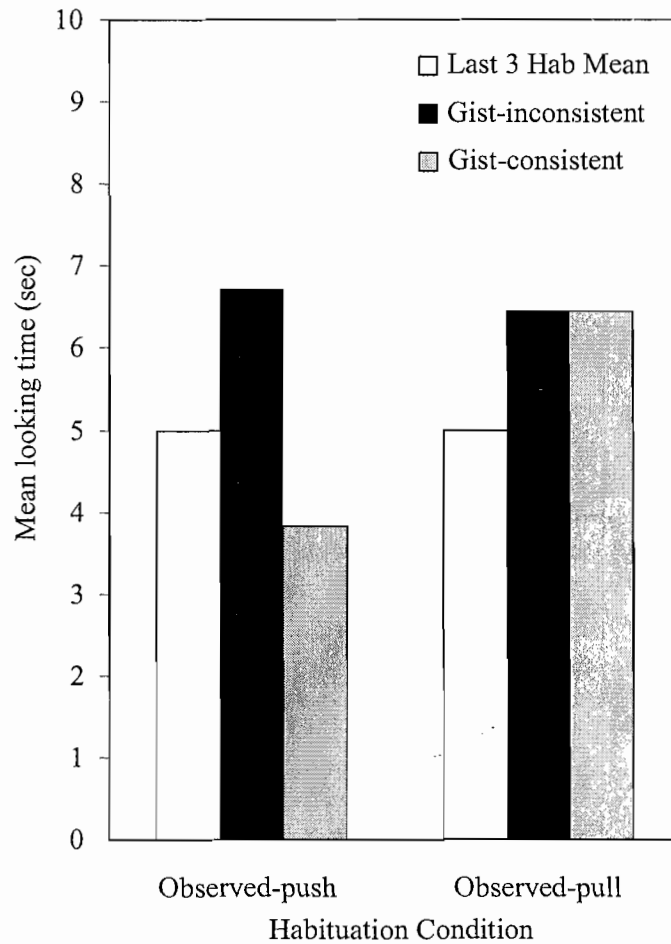 10
9
8
7
6
5
4
3
2
1
0
Mean looking time (sec)
Last 3 Hab Mean
Gist-inconsistent
Gist-consistent
Observed-push Observed-pull
Habituation Condition